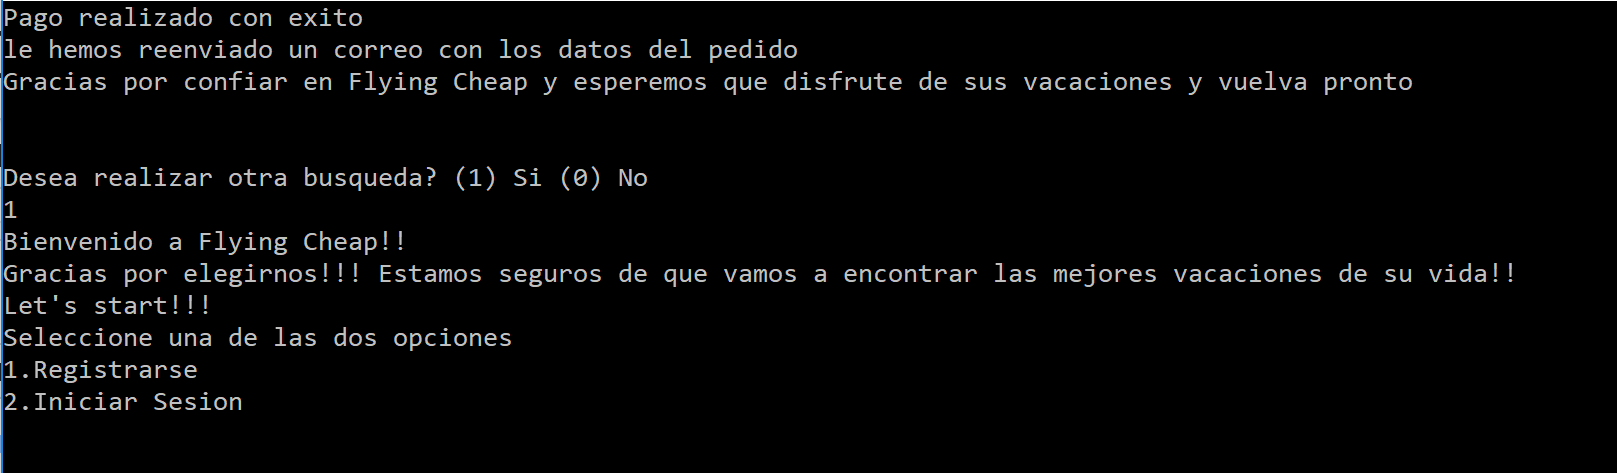 Pago realizado con exito
le hemos reenviado un correo con los datos del pedido
Gracias por confiar en Flying Cheap y esperemos que disfrute de sus vacaciones y vuelva pronto
Desea realizar otra busqueda? (1) Si (0) No
1
Bienvenido a Flying Cheap!!
Gracias por elegirnos!!! Estamos seguros de que vamos a encontrar las mejores vacaciones de su vida!!
Let's start!!!
Seleccione una de las dos opciones
1.Registrarse
2.Iniciar Sesion